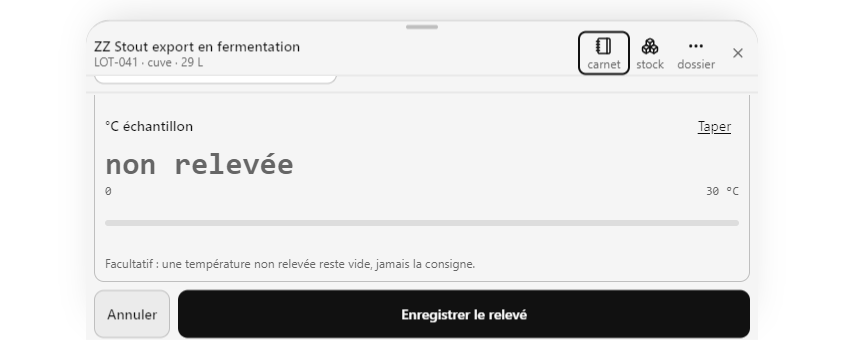 ZZ Stout export en fermentation
LOT-041 · cuve · 29 L
carnet
stock
dossier
°C échantillon
Taper
non relevée
0
30 °C
Facultatif : une température non relevée reste vide, jamais la consigne.
Annuler
Enregistrer le relevé